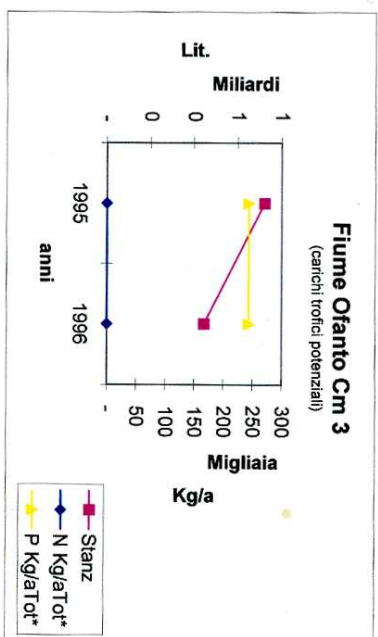 Fiume Ofanto Cm 3
(carichi trofici potenziali)
Lit.
Miliardi
1
1
0
0
-
300
250
200
150
100
50
-
Migliaia
Kg/a
1995
1996
anni
Stanz
N Kg/aTot*
P Kg/aTot*